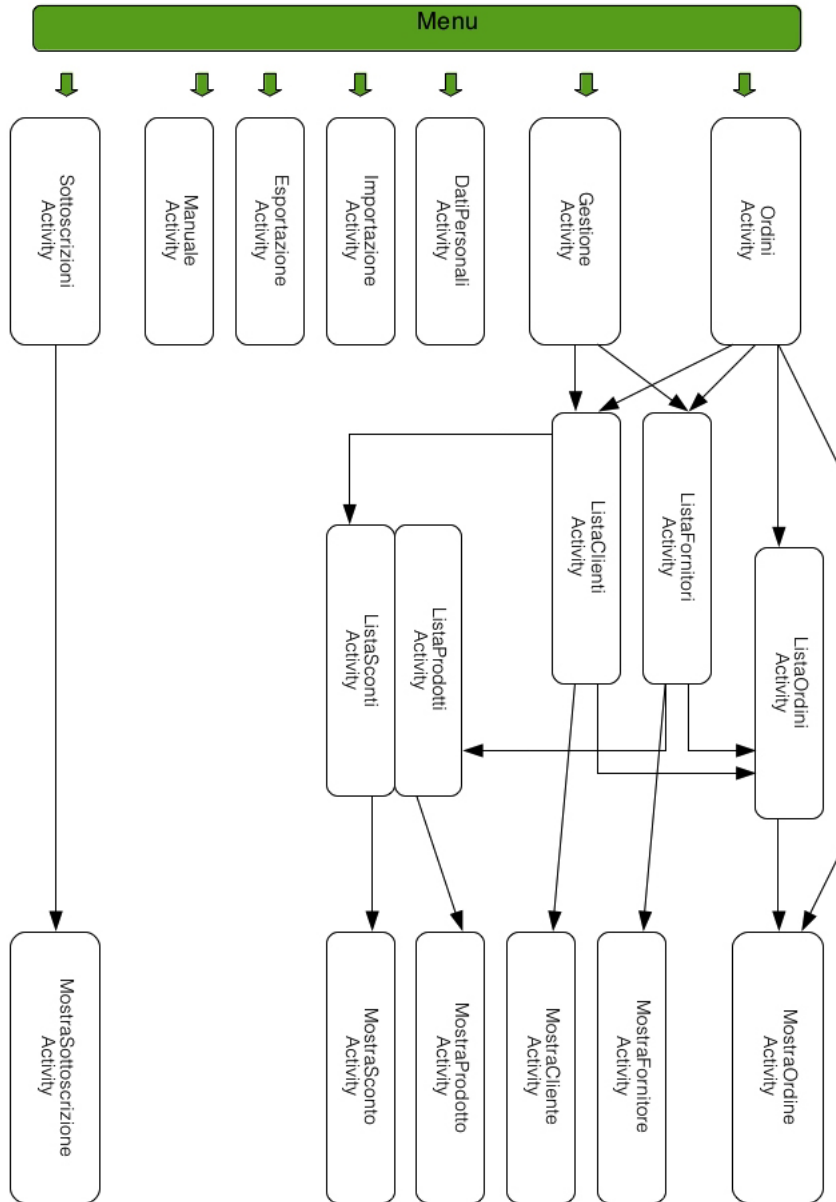 Menu
Sottoscrizioni
Activity
Manuale
Activity
Esportazione
Activity
Importazione
Activity
DatiPersonali
Activity
Gestione
Activity
Ordini
Activity
ListaSconti
Activity
ListaProdotti
Activity
ListaClienti
Activity
ListaFornitori
Activity
ListaOrdini
Activity
MostraSottoscrizione
Activity
MostraSconto
Activity
MostraProdotto
Activity
MostraCliente
Activity
MostraFornitore
Activity
MostraOrdine
Activity